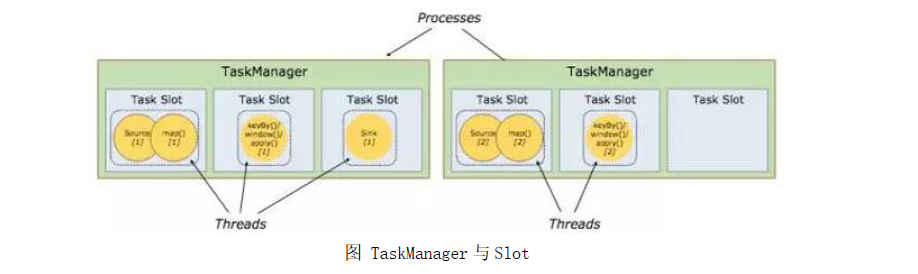 Processes
TaskManager
TaskManager
Task Slot
Task Slot
Task Slot
Task Slot
Task Slot
Task Slot
Source
[1]
map()
[1]
keyBy()/
window()/
apply()
[1]
Sink
[1]
Source
[2]
map()
[2]
keyBy()/
window()/
apply()
[2]
Threads
Threads
图 TaskManager 与 Slot